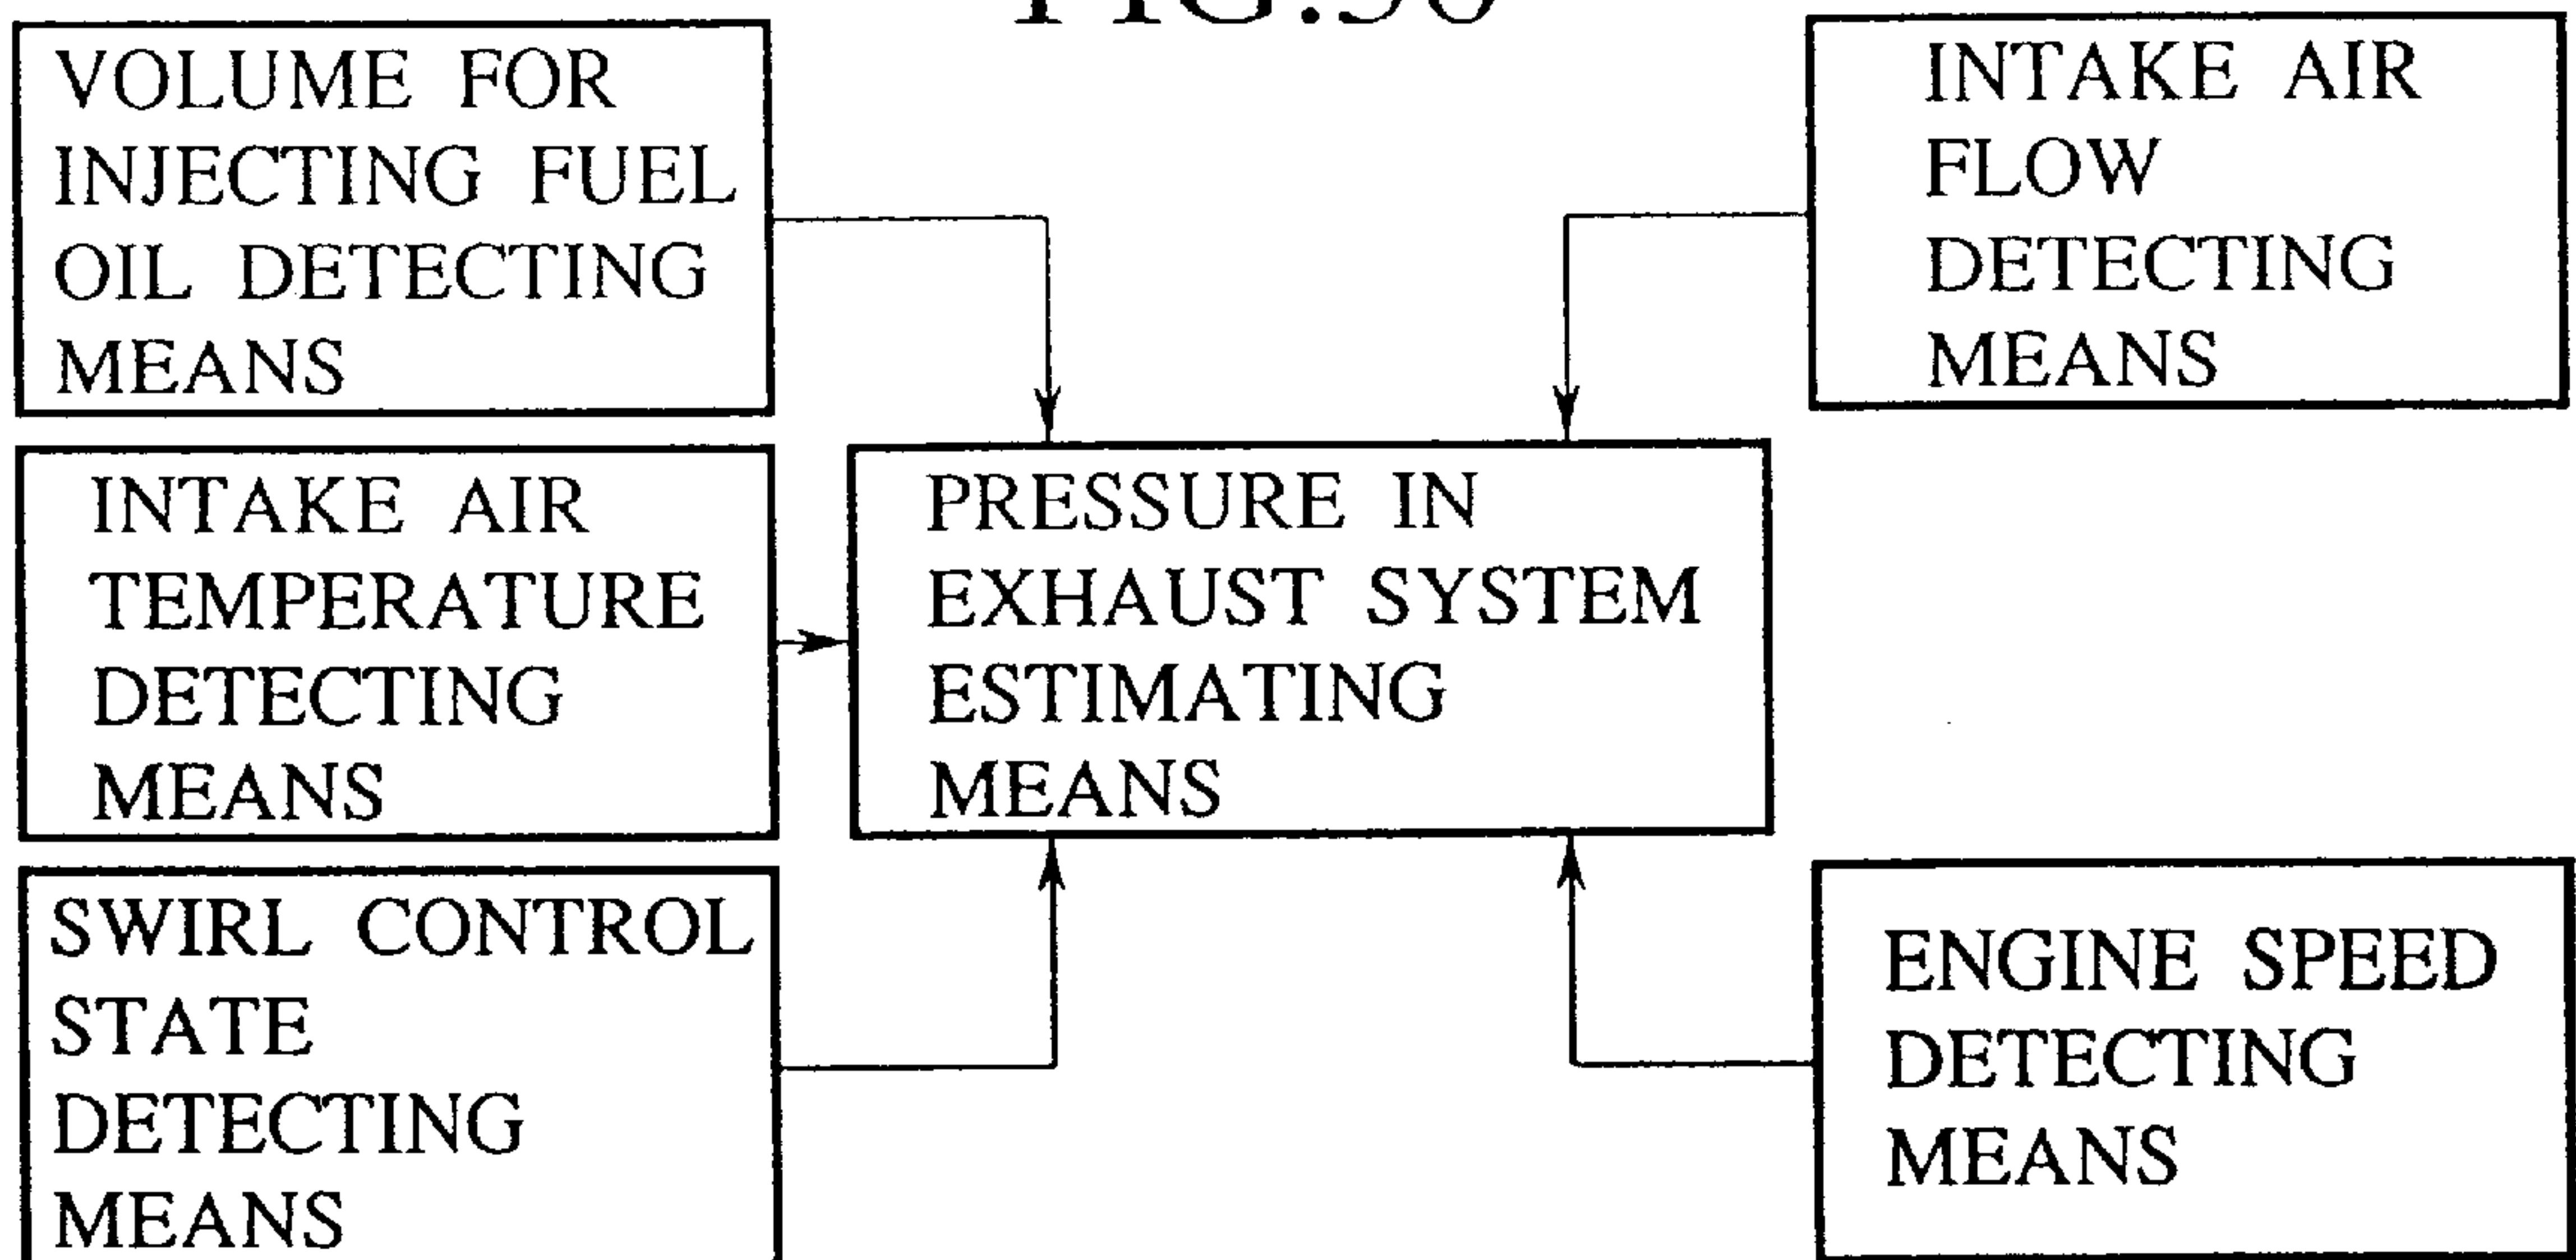 VOLUME FOR
INJECTING FUEL
OIL DETECTING
MEANS
INTAKE AIR
FLOW
DETECTING
MEANS
INTAKE AIR
TEMPERATURE
DETECTING
MEANS
PRESSURE IN
EXHAUST SYSTEM
ESTIMATING
MEANS
SWIRL CONTROL
STATE
DETECTING
MEANS
ENGINE SPEED
DETECTING
MEANS